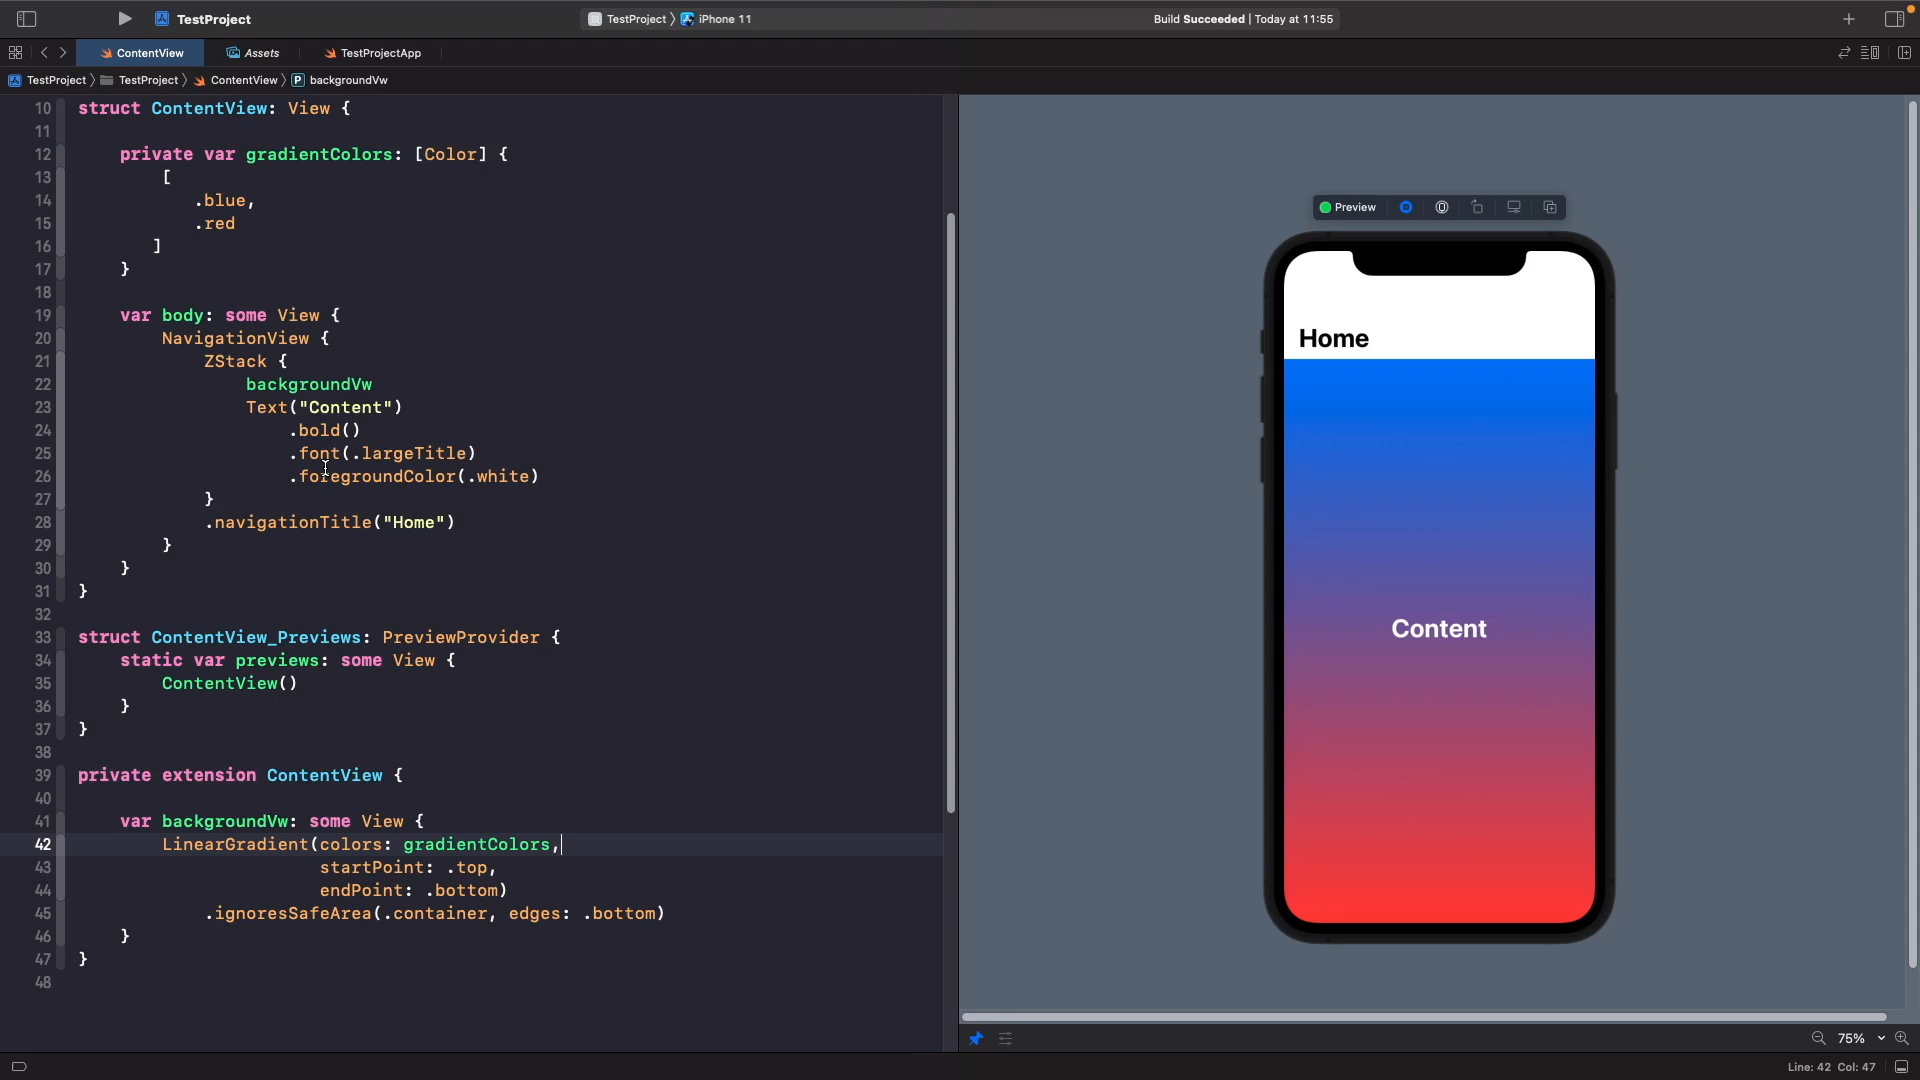 TestProject
TestProject 〉 iPhone 11
Build Succeeded | Today at 11:55
ContentView
Assets
TestProjectApp
TestProject 〉 TestProject 〉 ContentView 〉 P backgroundVw
10 struct ContentView: View {
11
12     private var gradientColors: [Color] {
13         [
14            .blue,
15            .red
16        ]
17     }
18
19     var body: some View {
20         NavigationView {
21             ZStack {
22                 backgroundVw
23                 Text("Content")
24                     .bold()
25                     .font(.largeTitle)
26                     .foregroundColor(.white)
27             }
28             .navigationTitle("Home")
29         }
30     }
31 }
32
33 struct ContentView_Previews: PreviewProvider {
34     static var previews: some View {
35         ContentView()
36     }
37 }
38
39 private extension ContentView {
40
41     var backgroundVw: some View {
42         LinearGradient(colors: gradientColors,
43                        startPoint: .top,
44                        endPoint: .bottom)
45             .ignoresSafeArea(.container, edges: .bottom)
46     }
47 }
48
Preview
Home
Content
75%
Line: 42 Col: 47